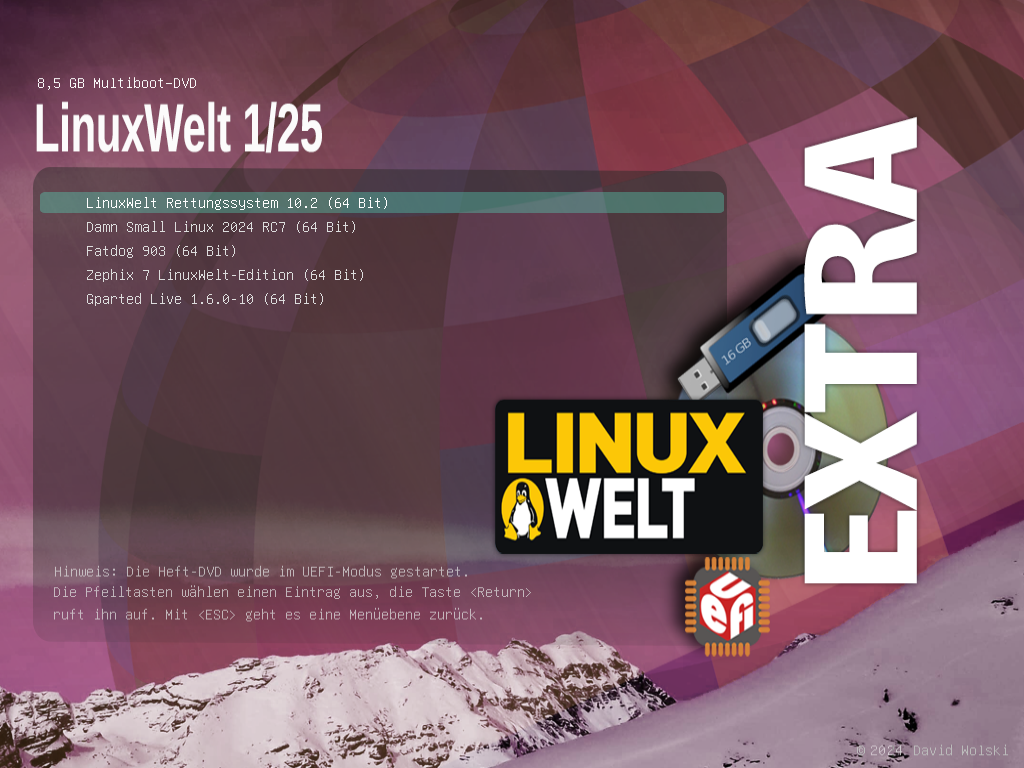 8,5 GB Multiboot-DVD
LinuxWelt 1/25
LinuxWelt Rettungssystem 10.2 (64 Bit)
Damn Small Linux 2024 RC7 (64 Bit)
Fatdog 903 (64 Bit)
Zephix 7 LinuxWelt-Edition (64 Bit)
Gparted Live 1.6.0-10 (64 Bit)
EXTRA
16 GB
LINUX
WELT
Hinweis: Die Heft-DVD wurde im UEFI-Modus gestartet.
Die Pfeiltasten wählen einen Eintrag aus, die Taste <Return>
ruft ihn auf. Mit <ESC> geht es eine Menüebene zurück.
UEFI
© 2024 David Wolski